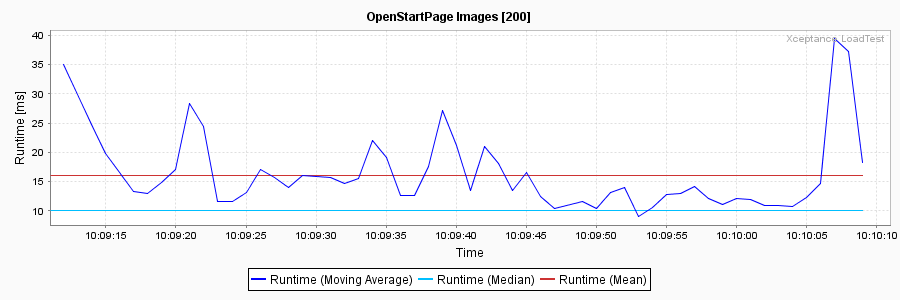 OpenStartPage Images [200]
Xceptance LoadTest
Runtime [ms]
40
35
30
25
20
15
10
10:09:15 10:09:20 10:09:25 10:09:30 10:09:35 10:09:40 10:09:45 10:09:50 10:09:55 10:10:00 10:10:05 10:10:10
Time
Runtime (Moving Average) Runtime (Median) Runtime (Mean)